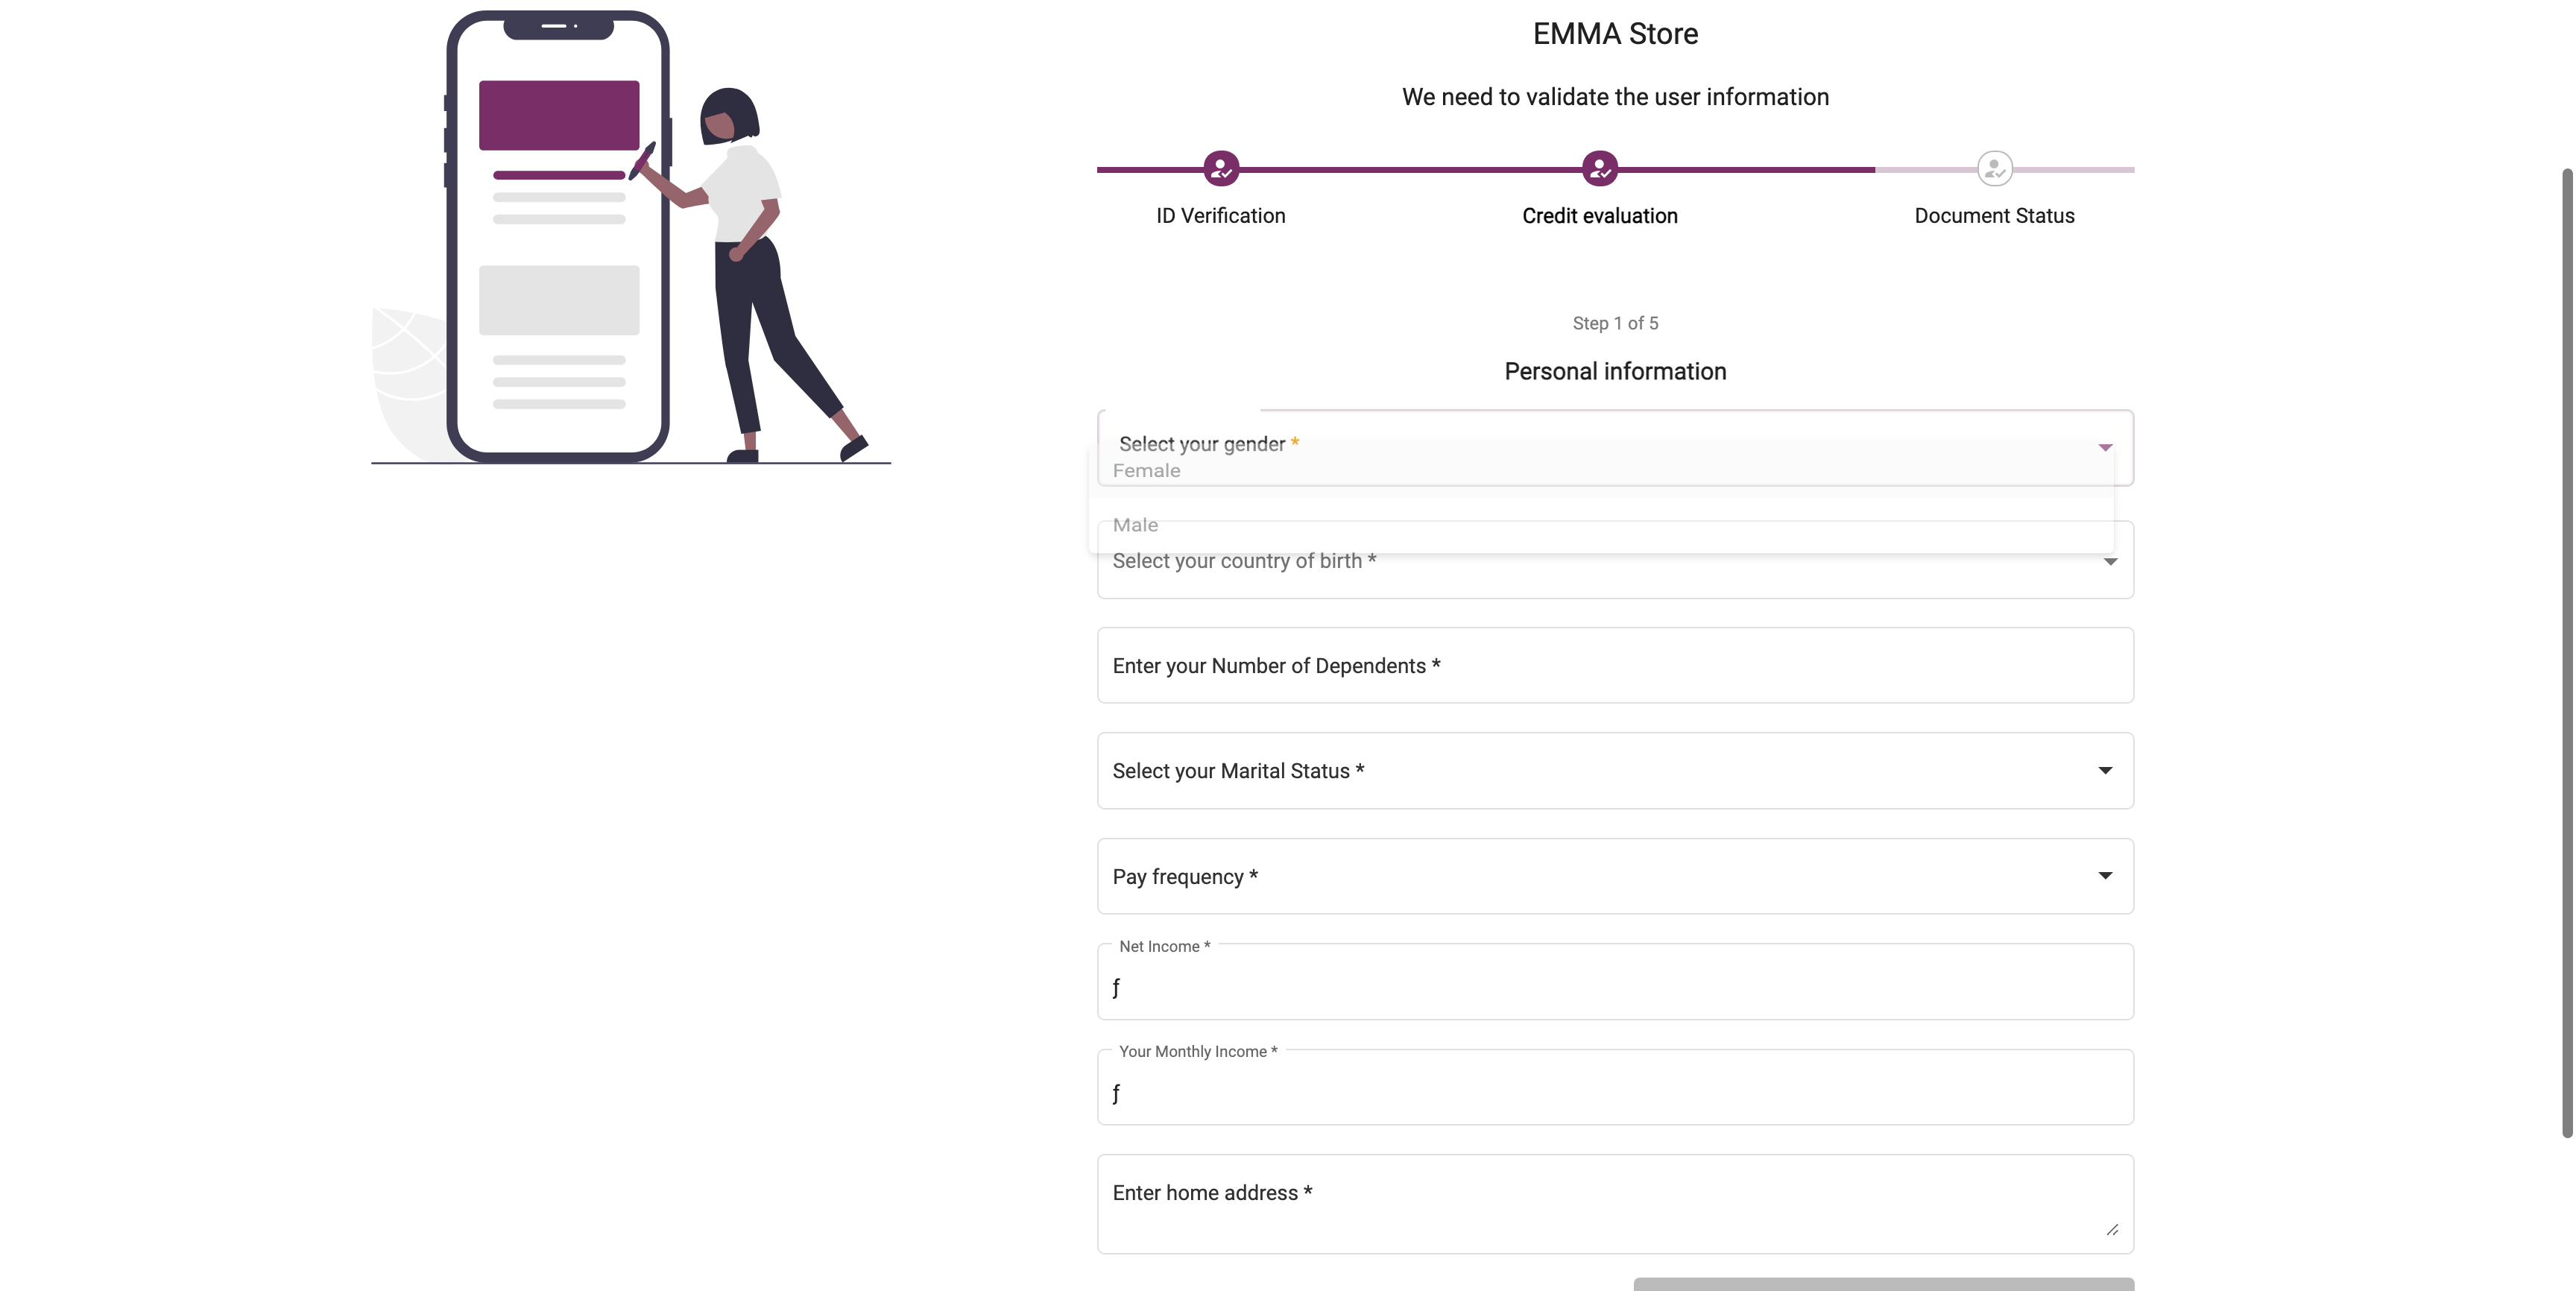 EMMA Store
We need to validate the user information
ID Verification
Credit evaluation
Document Status
Step 1 of 5
Personal information
Select your gender *
Female
Male
Select your country of birth *
Enter your Number of Dependents *
Select your Marital Status *
Pay frequency *
Net Income *
ƒ
Your Monthly Income *
ƒ
Enter home address *